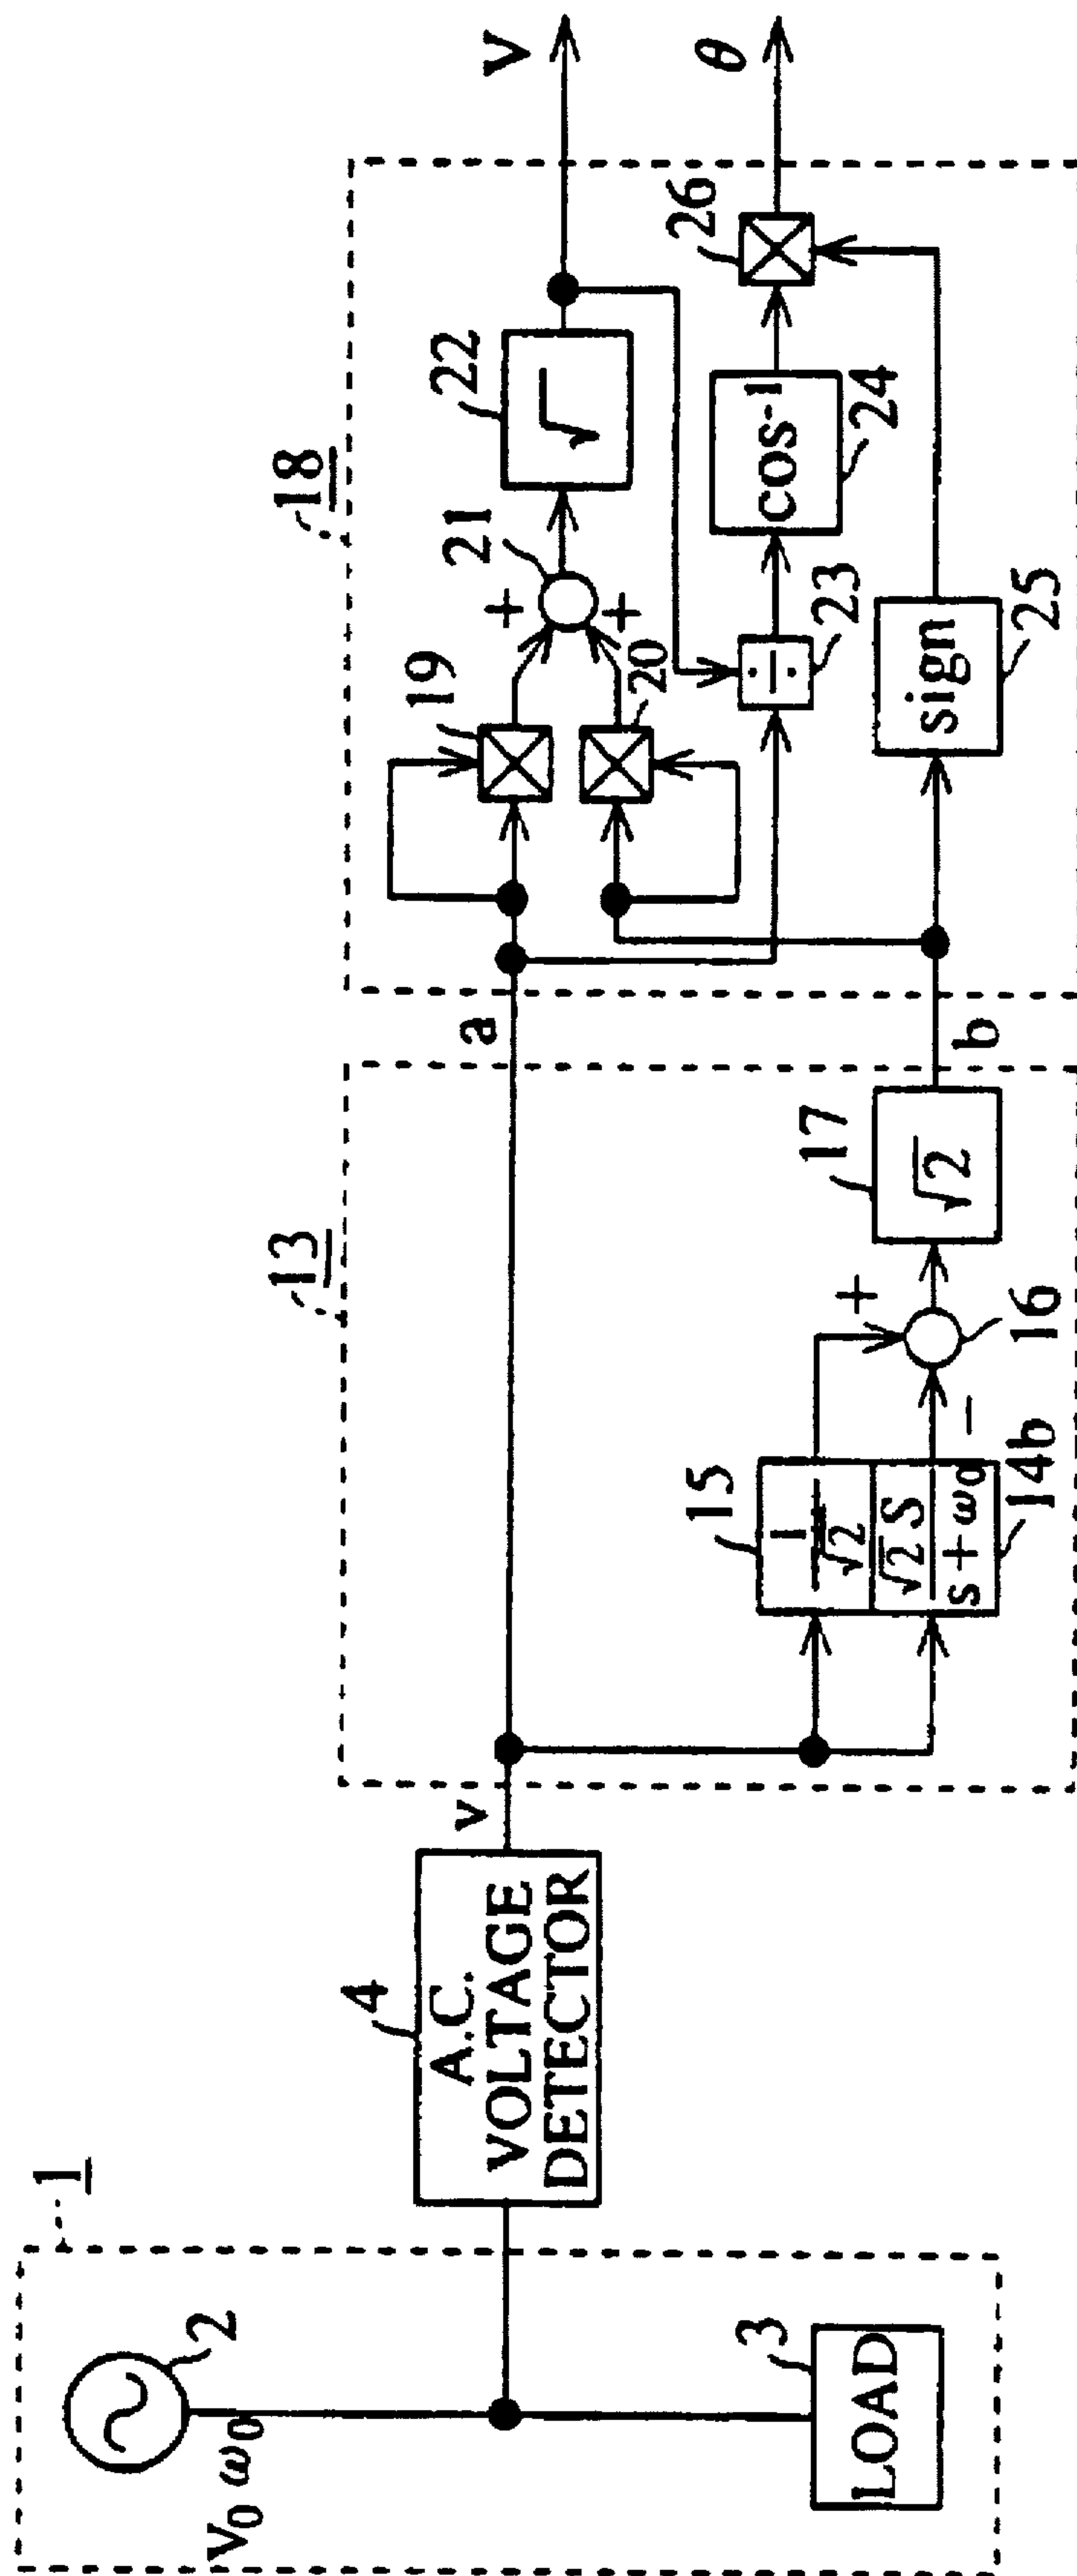 1
2
V0 ω0
3
LOAD
4
A.C.
VOLTAGE
DETECTOR
v
13
15
1
√2
√2 S
s + ω0
14b
+
−
16
17
√2
a
b
18
19
20
+
+
21
22
√
V
23
÷
24
cos-1
25
sign
26
θ